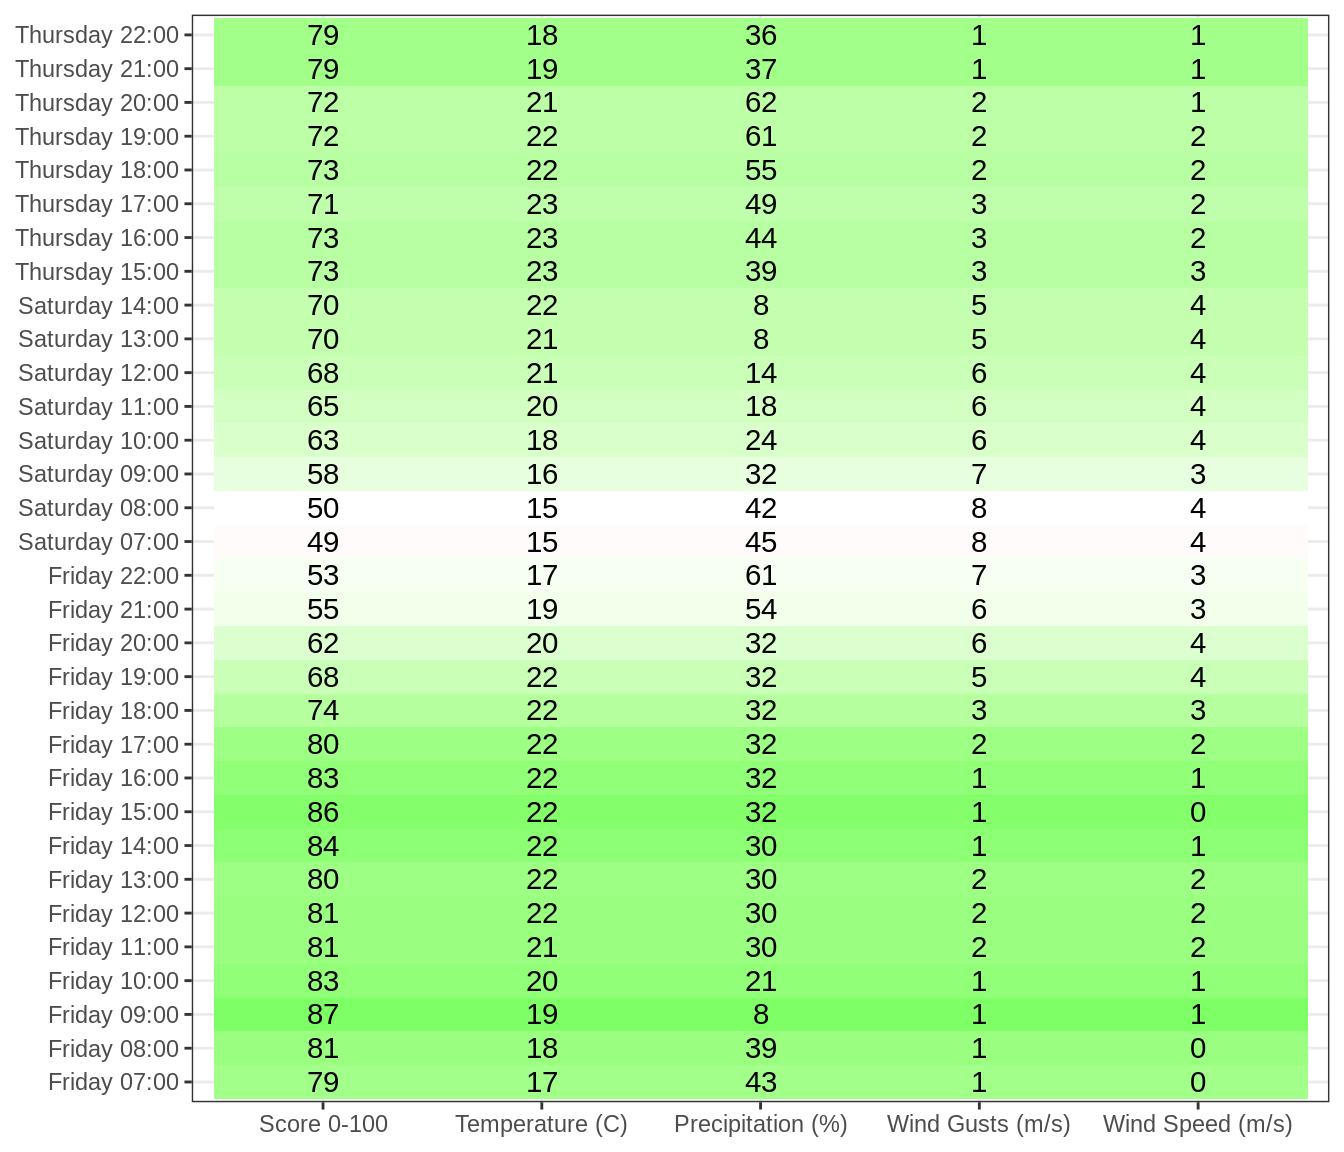 Thursday 22:00 79 18 36 1 1
Thursday 21:00 79 19 37 1 1
Thursday 20:00 72 21 62 2 1
Thursday 19:00 72 22 61 2 2
Thursday 18:00 73 22 55 2 2
Thursday 17:00 71 23 49 3 2
Thursday 16:00 73 23 44 3 2
Thursday 15:00 73 23 39 3 3
Saturday 14:00 70 22 8 5 4
Saturday 13:00 70 21 8 5 4
Saturday 12:00 68 21 14 6 4
Saturday 11:00 65 20 18 6 4
Saturday 10:00 63 18 24 6 4
Saturday 09:00 58 16 32 7 3
Saturday 08:00 50 15 42 8 4
Saturday 07:00 49 15 45 8 4
Friday 22:00 53 17 61 7 3
Friday 21:00 55 19 54 6 3
Friday 20:00 62 20 32 6 4
Friday 19:00 68 22 32 5 4
Friday 18:00 74 22 32 3 3
Friday 17:00 80 22 32 2 2
Friday 16:00 83 22 32 1 1
Friday 15:00 86 22 32 1 0
Friday 14:00 84 22 30 1 1
Friday 13:00 80 22 30 2 2
Friday 12:00 81 22 30 2 2
Friday 11:00 81 21 30 2 2
Friday 10:00 83 20 21 1 1
Friday 09:00 87 19 8 1 1
Friday 08:00 81 18 39 1 0
Friday 07:00 79 17 43 1 0
Score 0-100 Temperature (C) Precipitation (%) Wind Gusts (m/s) Wind Speed (m/s)